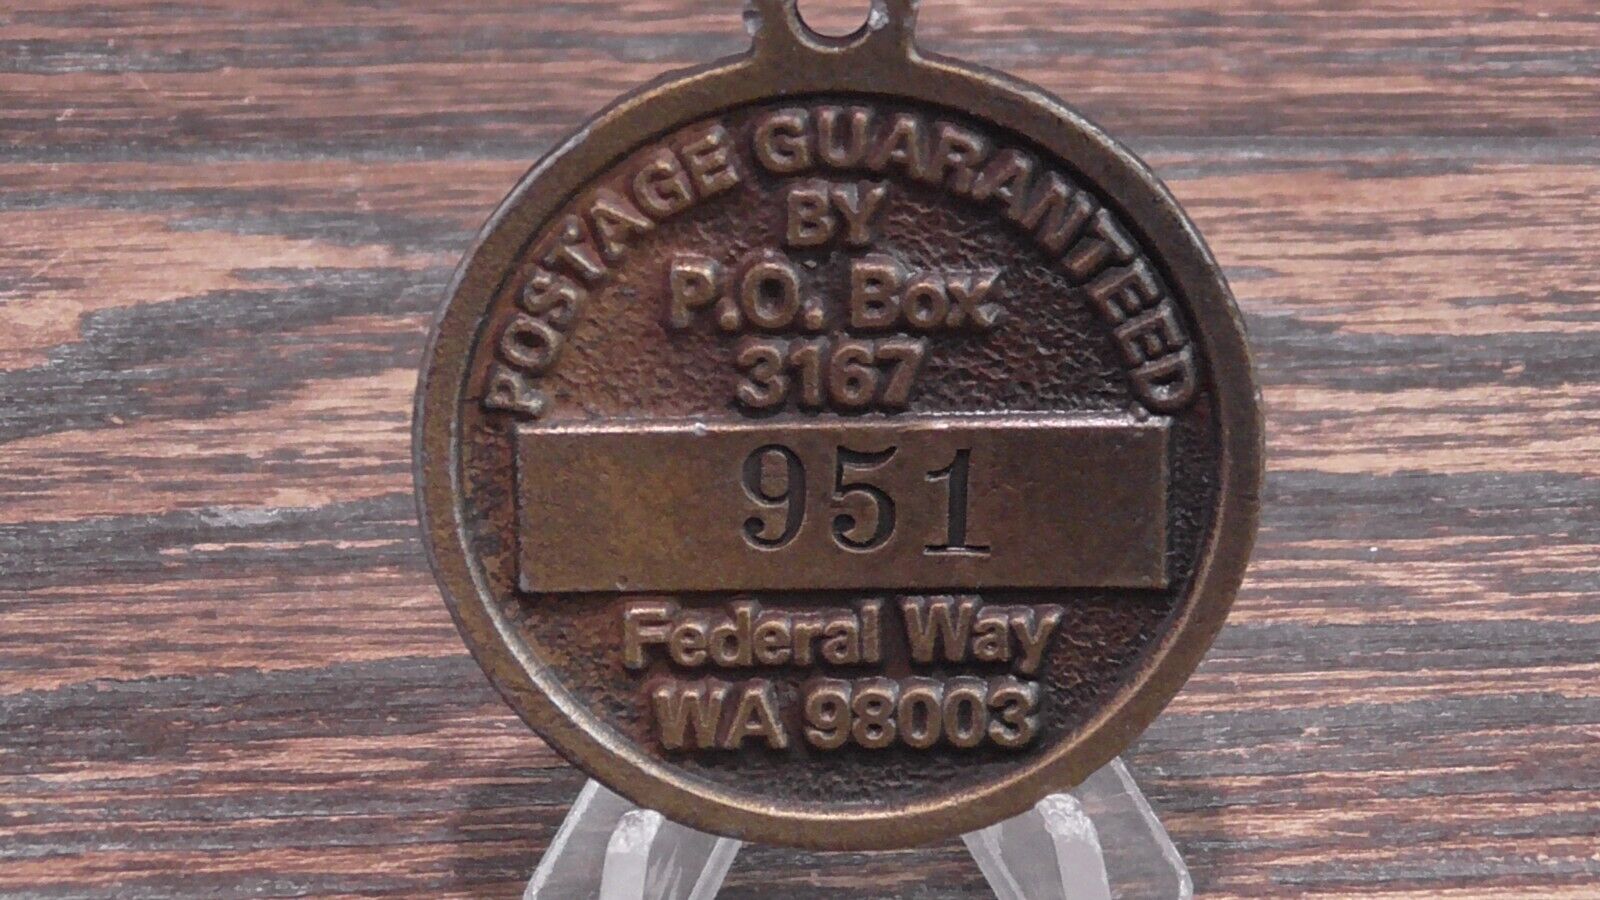 POSTAGE GUARANTEED
BY
P.O. Box
3167
951
Federal Way
WA 98003